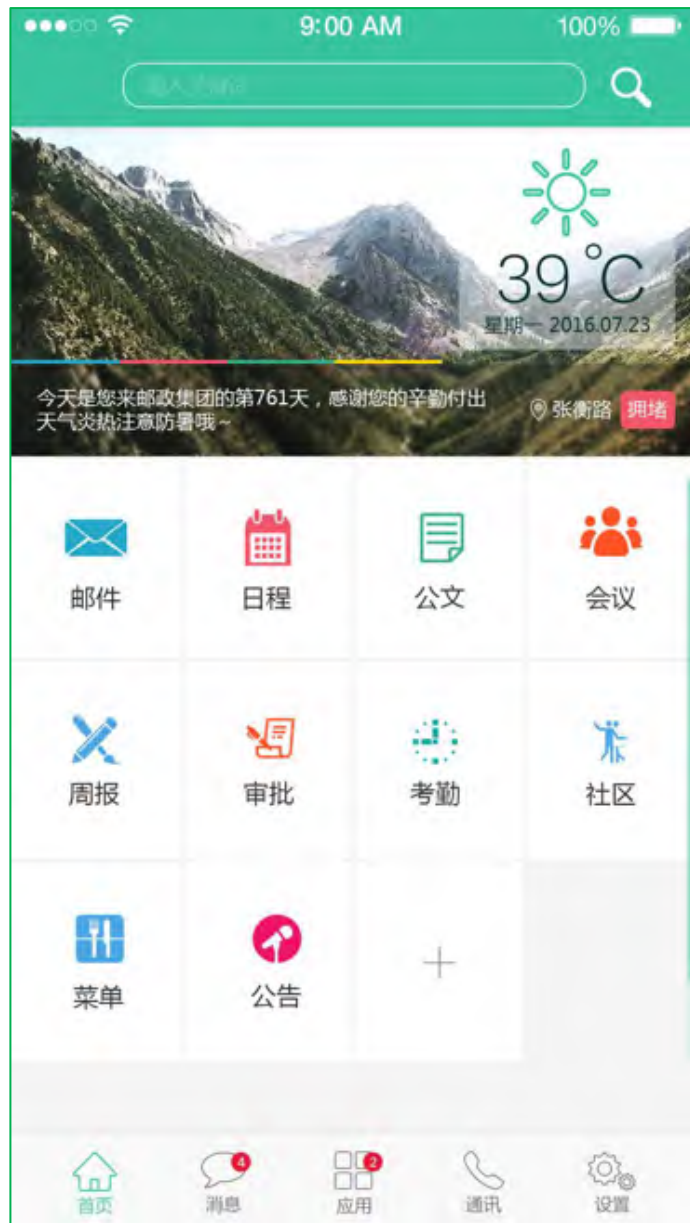 9:00 AM
100%
39℃
星期一 2016.07.23
今天是您来邮政集团的第761天，感谢您的辛勤付出
天气炎热注意防暑哦~
张衡路 拥堵
邮件
日程
公文
会议
周报
审批
考勤
社区
菜单
公告
4
2
首页
消息
应用
通讯
设置